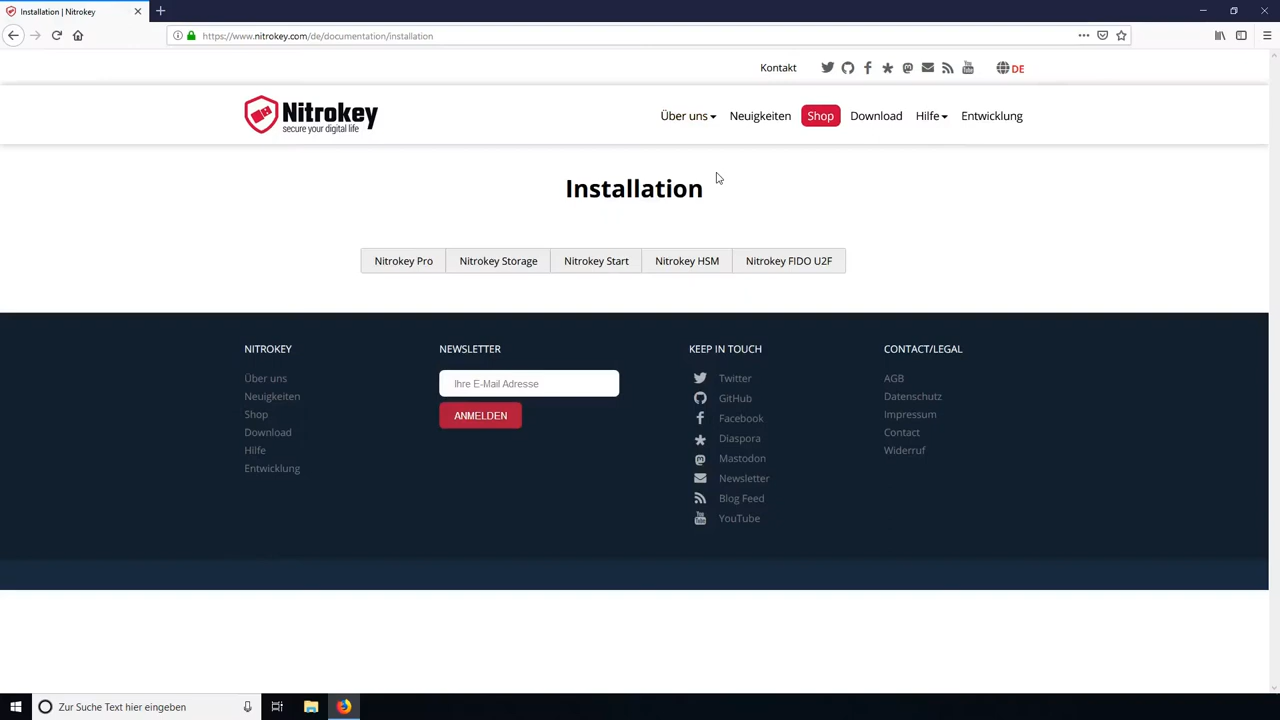 Installation | Nitrokey
https://www.nitrokey.com/de/documentation/installation
Kontakt
DE
Nitrokey
secure your digital life
Über uns
Neuigkeiten
Shop
Download
Hilfe
Entwicklung
Installation
Nitrokey Pro
Nitrokey Storage
Nitrokey Start
Nitrokey HSM
Nitrokey FIDO U2F
NITROKEY
Über uns
Neuigkeiten
Shop
Download
Hilfe
Entwicklung
NEWSLETTER
Ihre E-Mail Adresse
ANMELDEN
KEEP IN TOUCH
Twitter
GitHub
Facebook
Diaspora
Mastodon
Newsletter
Blog Feed
YouTube
CONTACT/LEGAL
AGB
Datenschutz
Impressum
Contact
Widerruf
Zur Suche Text hier eingeben